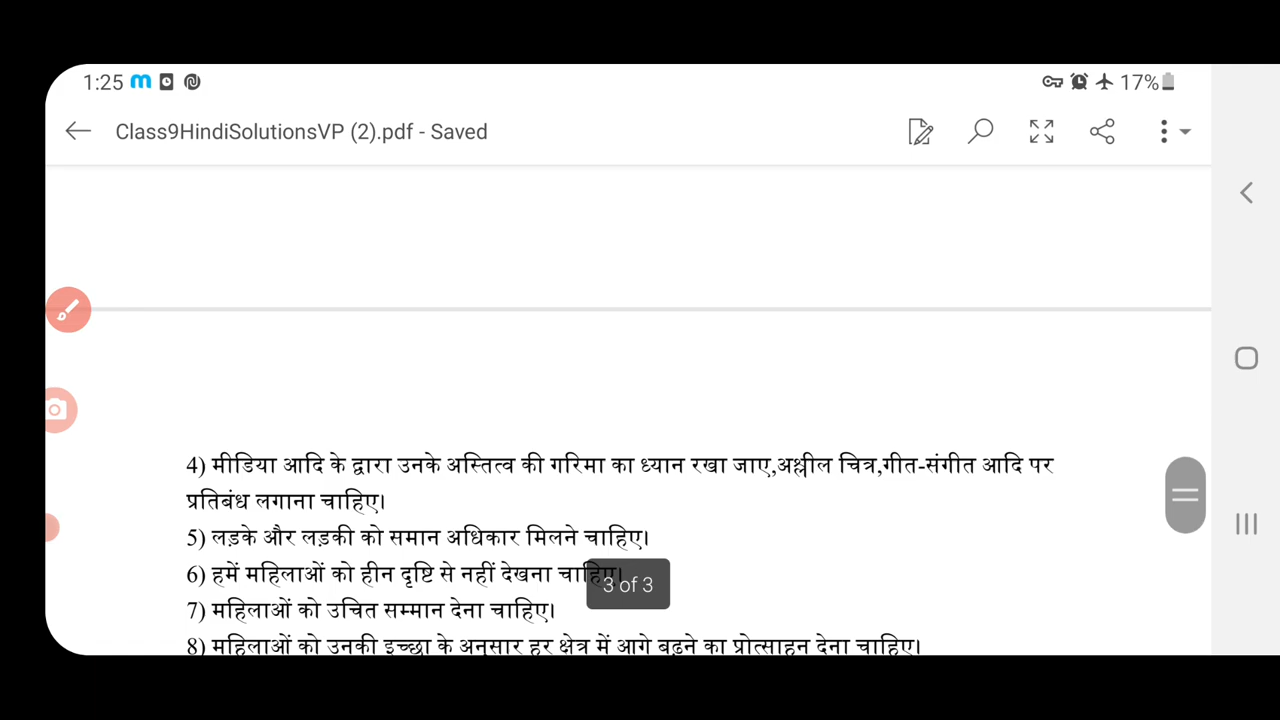 1:25 17%
Class9HindiSolutionsVP (2).pdf - Saved
4) मीडिया आदि के द्वारा उनके अस्तित्व की गरिमा का ध्यान रखा जाए,अश्लील चित्र,गीत-संगीत आदि पर
प्रतिबंध लगाना चाहिए।
5) लड़के और लड़की को समान अधिकार मिलने चाहिए।
6) हमें महिलाओं को हीन दृष्टि से नहीं देखना चाहिए।
3 of 3
7) महिलाओं को उचित सम्मान देना चाहिए।
8) महिलाओं को उनकी इच्छा के अनुसार हर क्षेत्र में आगे बढ़ने का प्रोत्साहन देना चाहिए।